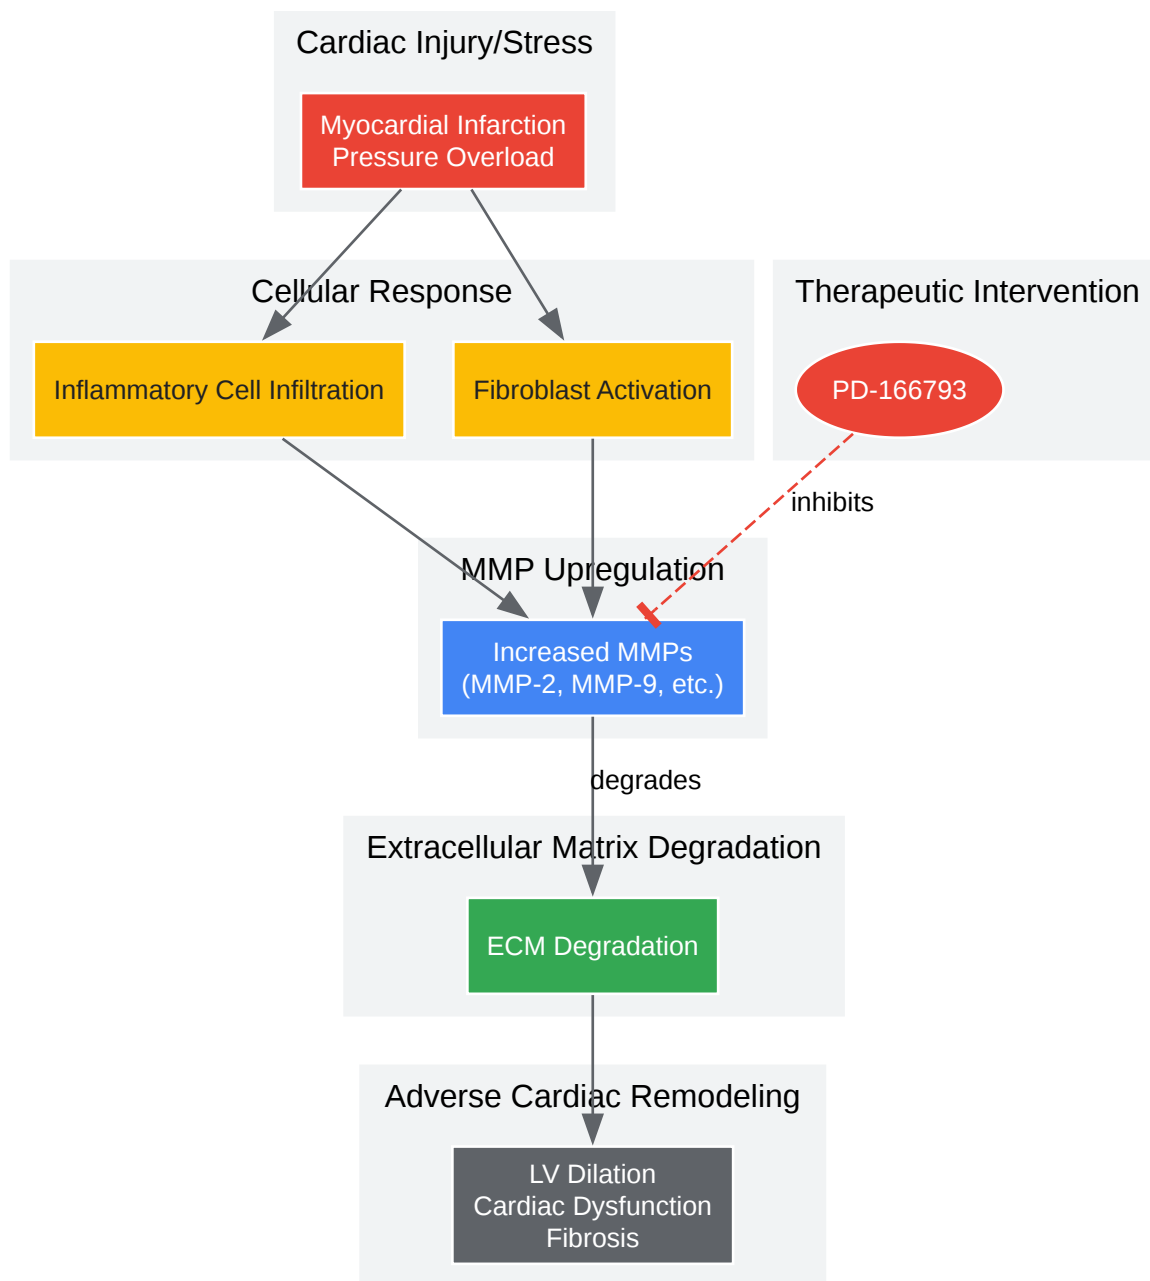 Cardiac Injury/Stress
Myocardial Infarction
Pressure Overload
Cellular Response
Therapeutic Intervention
Inflammatory Cell Infiltration
Fibroblast Activation
PD-166793
inhibits
MMP Upregulation
Increased MMPs
(MMP-2, MMP-9, etc.)
degrades
Extracellular Matrix Degradation
ECM Degradation
Adverse Cardiac Remodeling
LV Dilation
Cardiac Dysfunction
Fibrosis